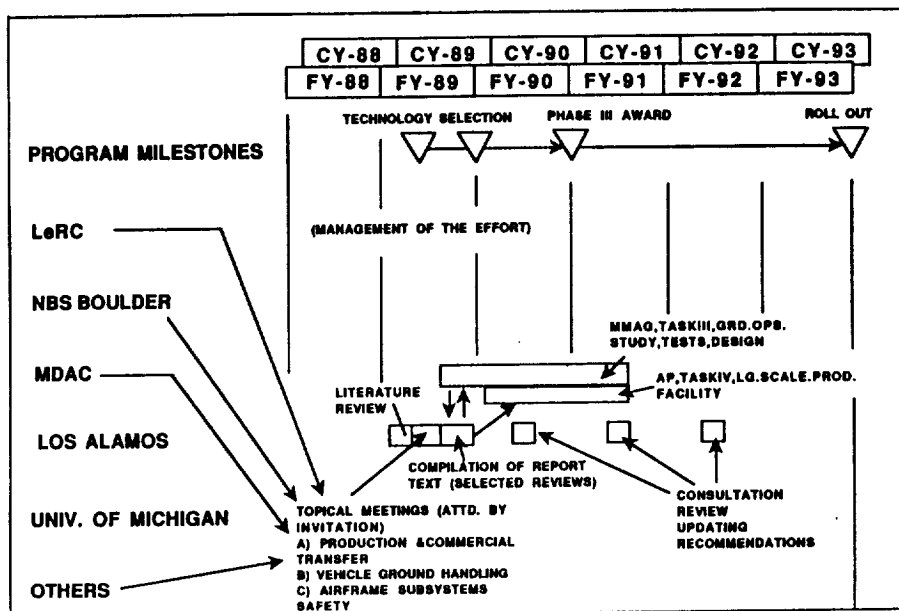 CY-88 CY-89 CY-90 CY-91 CY-92 CY-93
FY-88 FY-89 FY-90 FY-91 FY-92 FY-93
TECHNOLOGY SELECTION PHASE III AWARD ROLL OUT
PROGRAM MILESTONES
(MANAGEMENT OF THE EFFORT)
LeRC
NBS BOULDER
MDAC
LOS ALAMOS
UNIV. OF MICHIGAN
OTHERS
MMAG,TASKIII,GRD.OPS.
STUDY,TESTS,DESIGN
AP,TASKIV,LG.SCALE.PROD.
FACILITY
LITERATURE
REVIEW
COMPILATION OF REPORT
TEXT (SELECTED REVIEWS)
CONSULTATION
REVIEW
UPDATING
RECOMMENDATIONS
TOPICAL MEETINGS (ATTD. BY
INVITATION)
A) PRODUCTION &COMMERCIAL
TRANSFER
B) VEHICLE GROUND HANDLING
C) AIRFRAME SUBSYSTEMS
SAFETY